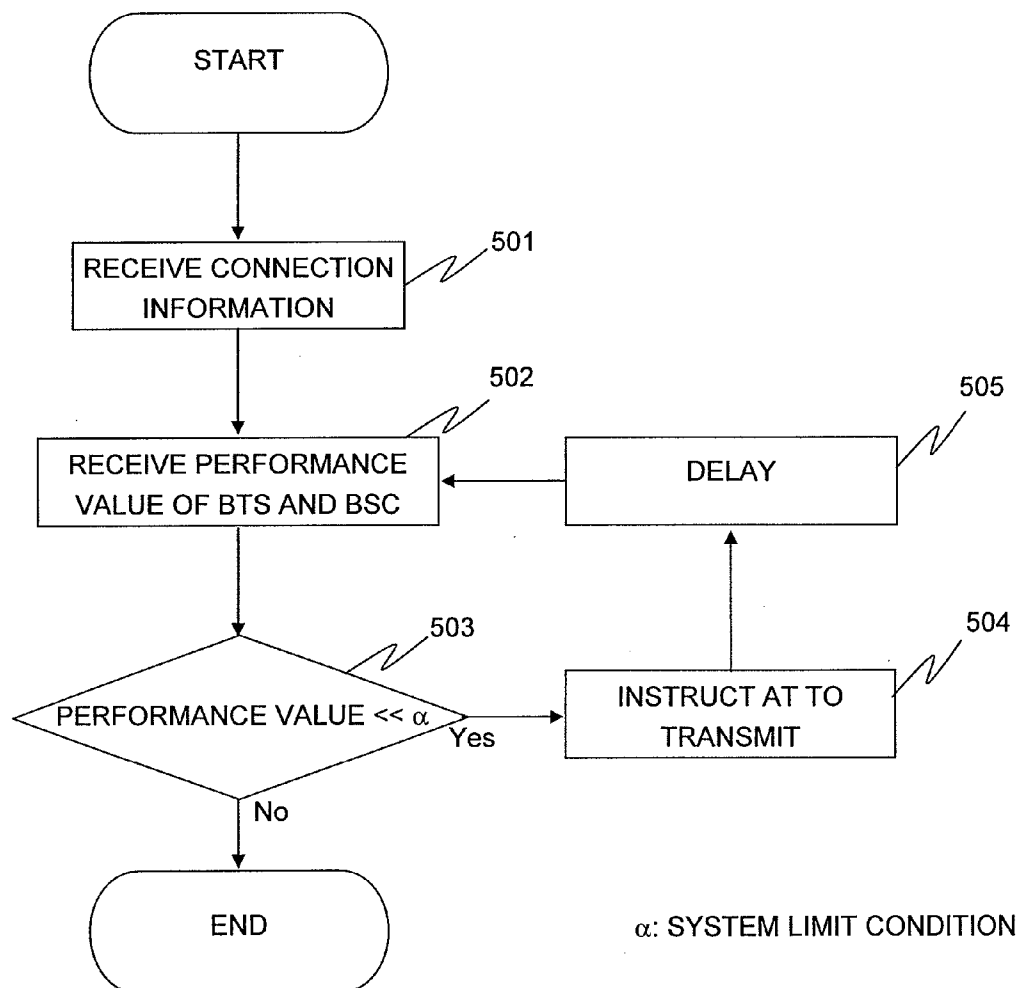 START
501
RECEIVE CONNECTION
INFORMATION
502
505
RECEIVE PERFORMANCE
VALUE OF BTS AND BSC
DELAY
503
504
PERFORMANCE VALUE << α
Yes
INSTRUCT AT TO
TRANSMIT
No
END
α: SYSTEM LIMIT CONDITION